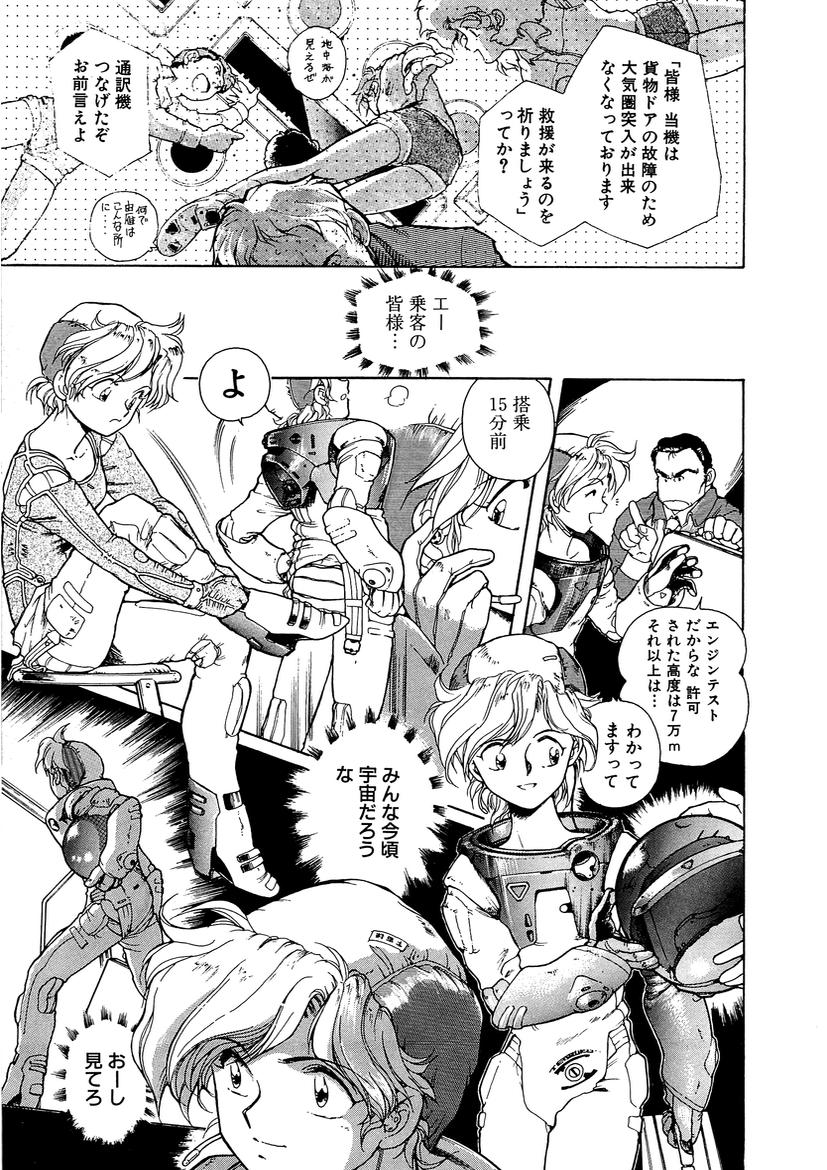 「皆様 当機は
貨物ドアの故障のため
大気圏突入が出来
なくなっております
救援が来るのを
祈りましょう」
ってか?
地中海が
見えるぜ
通訳機
つなげたぞ
お前言えよ
何で
由雁は
こんな所
に
エー
乗客の
皆様…
搭乗
15分前
よ
エンジンテスト
だからな 許可
された高度は7万m
それ以上は…
わかって
ますって
みんな今頃
宇宙だろう
な
おーし
見てろ